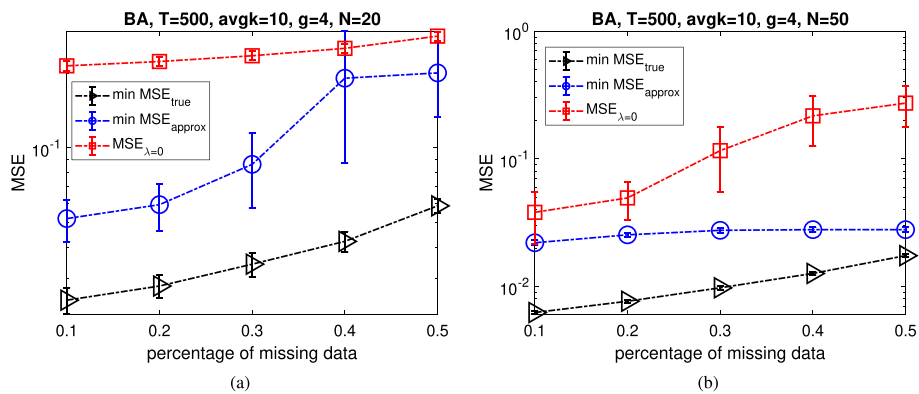 BA, T=500, avgk=10, g=4, N=20
MSE
10⁻¹
min MSE_true
min MSE_approx
MSE_λ=0
0.1 0.2 0.3 0.4 0.5
percentage of missing data
(a)
BA, T=500, avgk=10, g=4, N=50
MSE
10⁰
10⁻¹
10⁻²
min MSE_true
min MSE_approx
MSE_λ=0
0.1 0.2 0.3 0.4 0.5
percentage of missing data
(b)